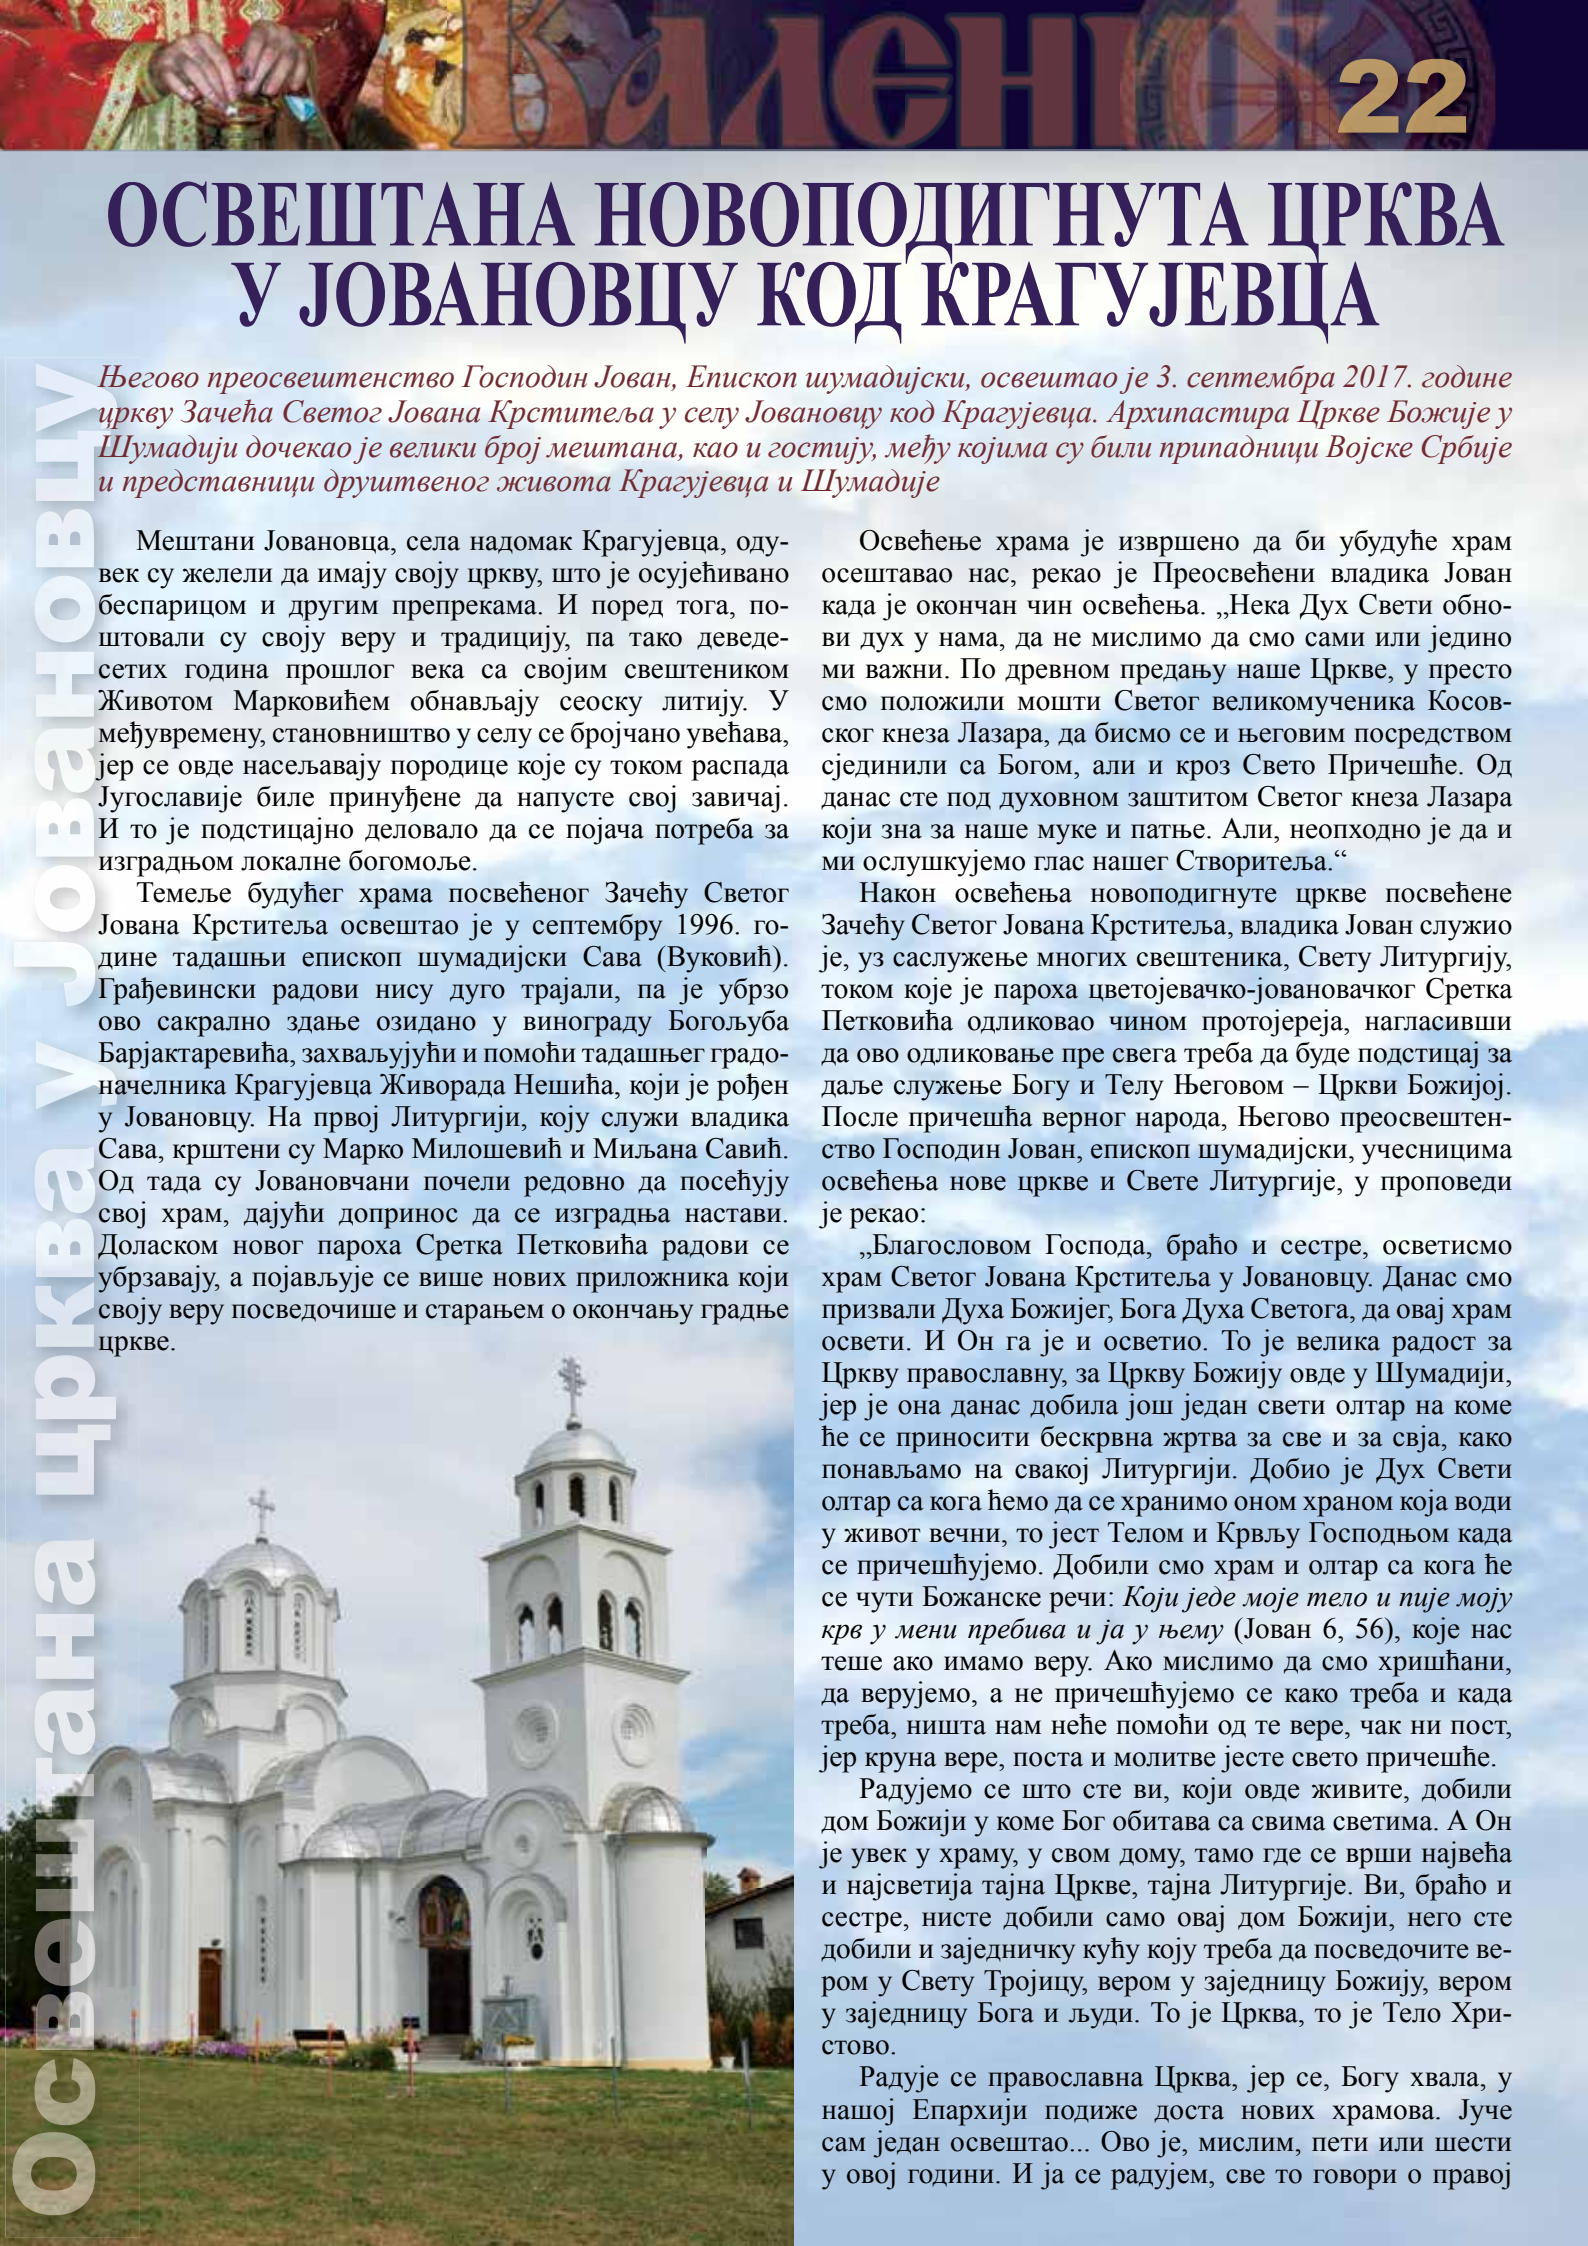 Каленић
22
ОСВЕШТАНА НОВОПОДИГНУТА ЦРКВА
У ЈОВАНОВЦУ КОД КРАГУЈЕВЦА
Његово преосвештенство Господин Јован, Епископ шумадијски, освештао је 3. септембра 2017. године
цркву Зачећа Светог Јована Крститеља у селу Јовановцу код Крагујевца. Архипастира Цркве Божије у
Шумадији дочекао је велики број мештана, као и гостију, међу којима су били припадници Војске Србије
и представници друштвеног живота Крагујевца и Шумадије
Освештана црква у Јовановцу
Мештани Јовановца, села надомак Крагујевца, оду-
век су желели да имају своју цркву, што је осујећивано
беспарицом и другим препрекама. И поред тога, по-
штовали су своју веру и традицију, па тако деведе-
сетих година прошлог века са својим свештеником
Животом Марковићем обнављају сеоску литију. У
међувремену, становништво у селу се бројчано увећава,
јер се овде насељавају породице које су током распада
Југославије биле принуђене да напусте свој завичај.
И то је подстицајно деловало да се појача потреба за
изградњом локалне богомоље.
Темеље будућег храма посвећеног Зачећу Светог
Јована Крститеља освештао је у септембру 1996. го-
дине тадашњи епископ шумадијски Сава (Вуковић).
Грађевински радови нису дуго трајали, па је убрзо
ово сакрално здање озидано у винограду Богољуба
Барјактаревића, захваљујући и помоћи тадашњег градо-
начелника Крагујевца Живорада Нешића, који је рођен
у Јовановцу. На првој Литургији, коју служи владика
Сава, крштени су Марко Милошевић и Миљана Савић.
Од тада су Јовановчани почели редовно да посећују
свој храм, дајући допринос да се изградња настави.
Доласком новог пароха Сретка Петковића радови се
убрзавају, а појављује се више нових приложника који
своју веру посведочише и старањем о окончању градње
цркве.
Освећење храма је извршено да би убудуће храм
осештавао нас, рекао је Преосвећени владика Јован
када је окончан чин освећења. „Нека Дух Свети обно-
ви дух у нама, да не мислимо да смо сами или једино
ми важни. По древном предању наше Цркве, у престо
смо положили мошти Светог великомученика Косов-
ског кнеза Лазара, да бисмо се и његовим посредством
сјединили са Богом, али и кроз Свето Причешће. Од
данас сте под духовном заштитом Светог кнеза Лазара
који зна за наше муке и патње. Али, неопходно је да и
ми ослушкујемо глас нашег Створитеља.“
Након освећења новоподигнуте цркве посвећене
Зачећу Светог Јована Крститеља, владика Јован служио
је, уз саслужење многих свештеника, Свету Литургију,
током које је пароха цветојевачко-јовановачког Сретка
Петковића одликовао чином протојереја, нагласивши
да ово одликовање пре свега треба да буде подстицај за
даље служење Богу и Телу Његовом – Цркви Божијој.
После причешћа верног народа, Његово преосвештен-
ство Господин Јован, епископ шумадијски, учесницима
освећења нове цркве и Свете Литургије, у проповеди
је рекао:
„Благословом Господа, браћо и сестре, осветисмо
храм Светог Јована Крститеља у Јовановцу. Данас смо
призвали Духа Божијег, Бога Духа Светога, да овај храм
освети. И Он га је и осветио. То је велика радост за
Цркву православну, за Цркву Божију овде у Шумадији,
јер је она данас добила још један свети олтар на коме
ће се приносити бескрвна жртва за све и за свја, како
понављамо на свакој Литургији. Добио је Дух Свети
олтар са кога ћемо да се хранимо оном храном која води
у живот вечни, то јест Телом и Крвљу Господњом када
се причешћујемо. Добили смо храм и олтар са кога ће
се чути Божанске речи: Који једе моје тело и пије моју
крв у мени пребива и ја у њему (Јован 6, 56), које нас
теше ако имамо веру. Ако мислимо да смо хришћани,
да верујемо, а не причешћујемо се како треба и када
треба, ништа нам неће помоћи од те вере, чак ни пост,
јер круна вере, поста и молитве јесте свето причешће.
Радујемо се што сте ви, који овде живите, добили
дом Божији у коме Бог обитава са свима светима. А Он
је увек у храму, у свом дому, тамо где се врши највећа
и најсветија тајна Цркве, тајна Литургије. Ви, браћо и
сестре, нисте добили само овај дом Божији, него сте
добили и заједничку кућу коју треба да посведочите ве-
ром у Свету Тројицу, вером у заједницу Божију, вером
у заједницу Бога и људи. То је Црква, то је Тело Хри-
стово.
Радује се православна Црква, јер се, Богу хвала, у
нашој Епархији подиже доста нових храмова. Јуче
сам један освештао... Ово је, мислим, пети или шести
у овој години. И ја се радујем, све то говори о правој